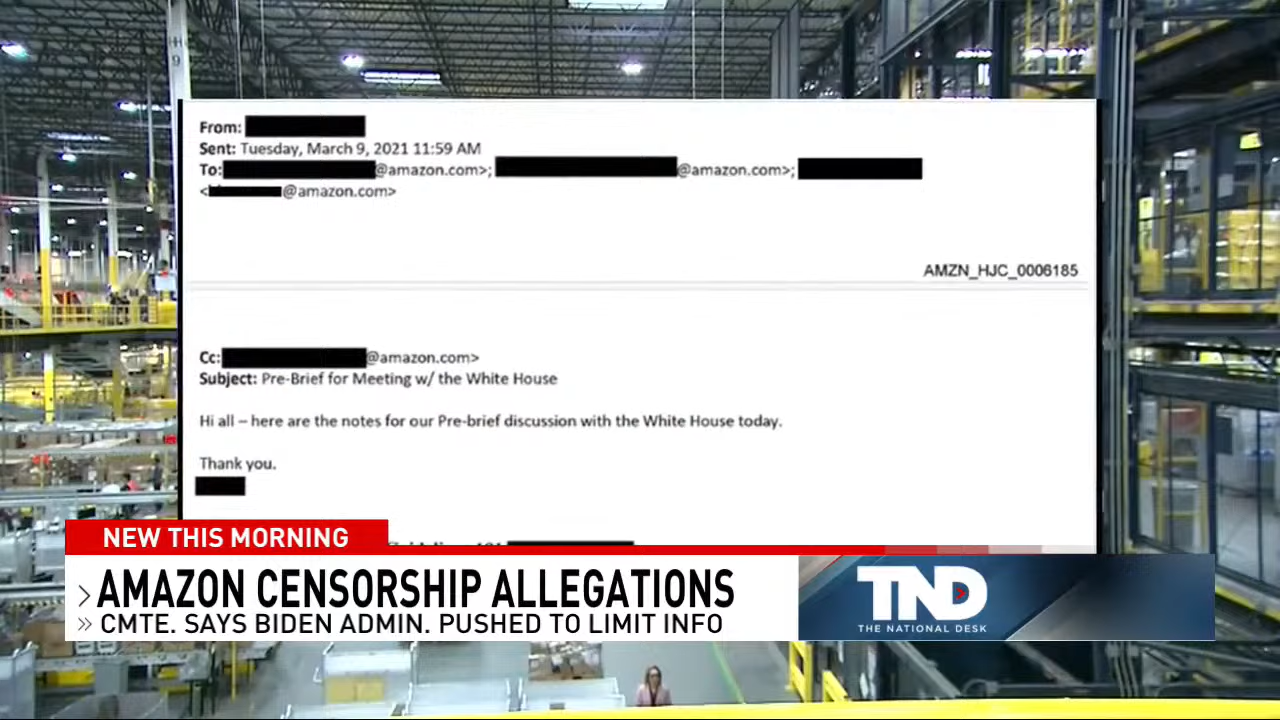 From:
Sent: Tuesday, March 9, 2021 11:59 AM
To: @amazon.com>; @amazon.com>;
< @amazon.com>
AMZN_HJC_0006185
Cc: @amazon.com>
Subject: Pre-Brief for Meeting w/ the White House
Hi all – here are the notes for our Pre-brief discussion with the White House today.
Thank you.
NEW THIS MORNING
AMAZON CENSORSHIP ALLEGATIONS
CMTE. SAYS BIDEN ADMIN. PUSHED TO LIMIT INFO
TND
THE NATIONAL DESK